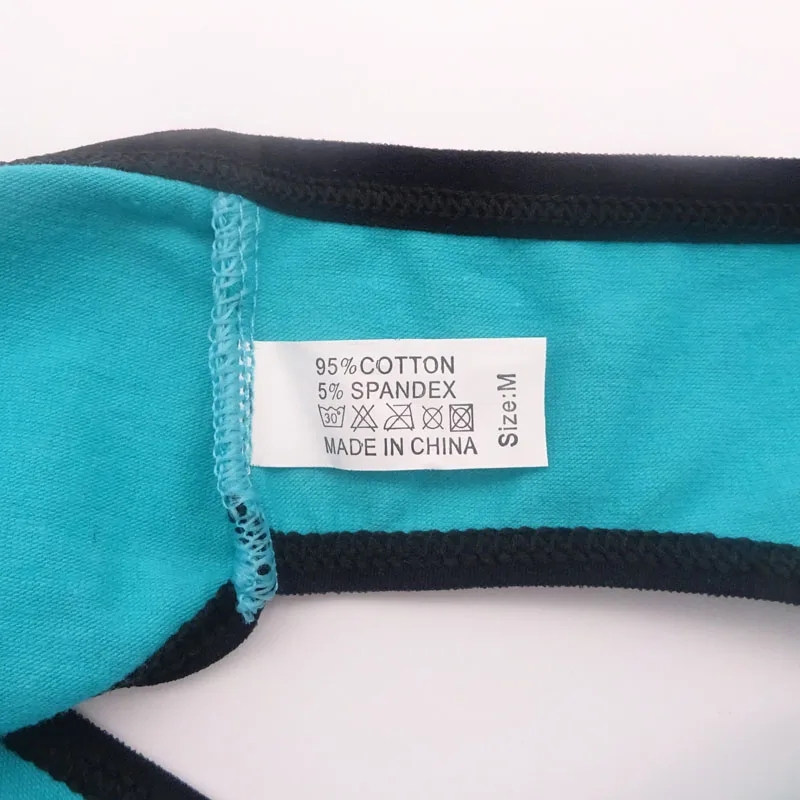 95% COTTON
5% SPANDEX
30°
MADE IN CHINA
Size:M